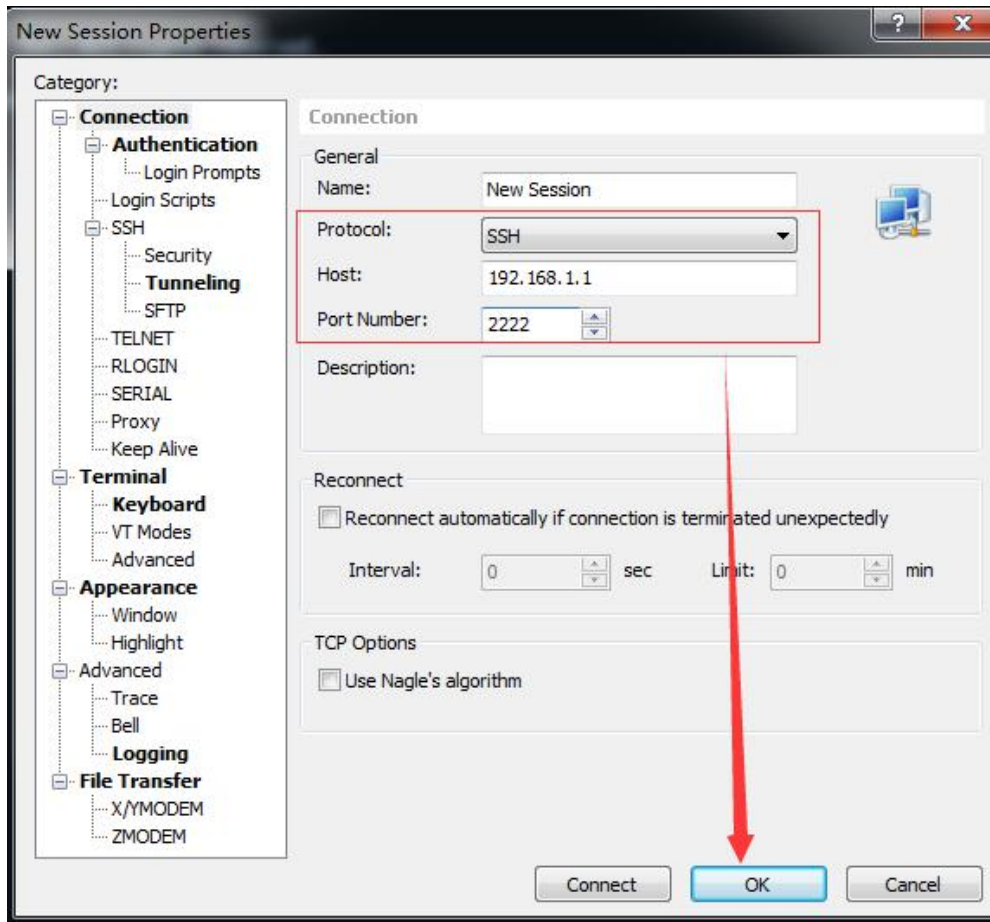 New Session Properties
?
X
Category:
Connection
Authentication
Login Prompts
Login Scripts
SSH
Security
Tunneling
SFTP
TELNET
RLOGIN
SERIAL
Proxy
Keep Alive
Terminal
Keyboard
VT Modes
Advanced
Appearance
Window
Highlight
Advanced
Trace
Bell
Logging
File Transfer
X/YMODEM
ZMODEM
Connection
General
Name: New Session
Protocol: SSH
Host: 192.168.1.1
Port Number: 2222
Description:
Reconnect
Reconnect automatically if connection is terminated unexpectedly
Interval: 0 sec Limit: 0 min
TCP Options
Use Nagle's algorithm
Connect OK Cancel